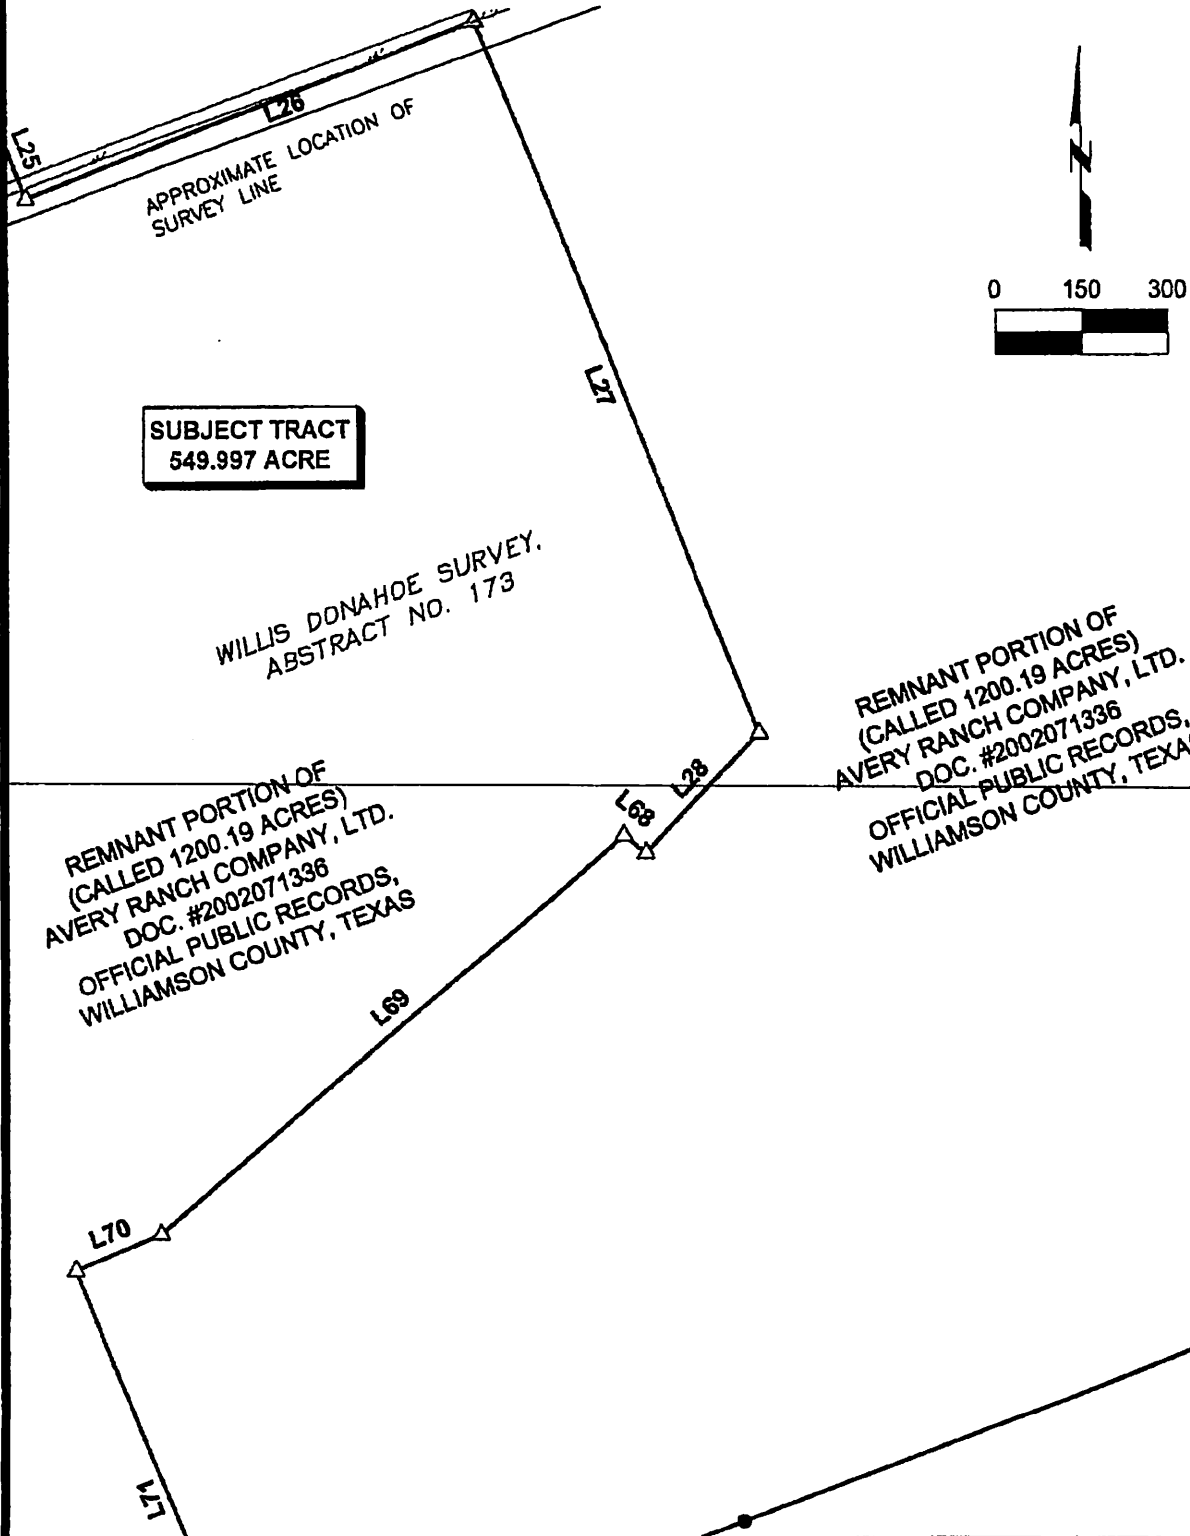 L25
L26
APPROXIMATE LOCATION OF
SURVEY LINE
N
0 150 300
L27
SUBJECT TRACT
549.997 ACRE
WILLIS DONAHOE SURVEY,
ABSTRACT NO. 173
REMNANT PORTION OF
(CALLED 1200.19 ACRES)
AVERY RANCH COMPANY, LTD.
DOC. #2002071336
OFFICIAL PUBLIC RECORDS,
WILLIAMSON COUNTY, TEXA
L28
L68
REMNANT PORTION OF
(CALLED 1200.19 ACRES)
AVERY RANCH COMPANY, LTD.
DOC. #2002071336
OFFICIAL PUBLIC RECORDS,
WILLIAMSON COUNTY, TEXAS
L69
L70
L71